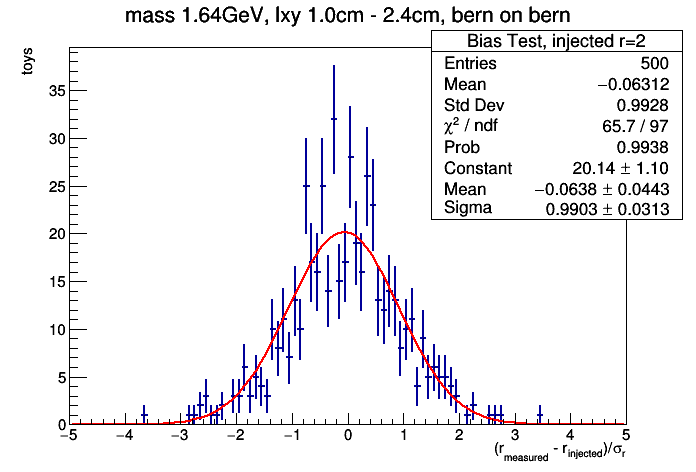 mass 1.64GeV, lxy 1.0cm - 2.4cm, bern on bern
toys
Bias Test, injected r=2
Entries 500
Mean −0.06312
Std Dev 0.9928
χ² / ndf 65.7 / 97
Prob 0.9938
Constant 20.14 ± 1.10
Mean −0.0638 ± 0.0443
Sigma 0.9903 ± 0.0313
35
30
25
20
15
10
5
0
−5 −4 −3 −2 −1 0 1 2 3 4 5
(r_measured - r_injected)/σ_r